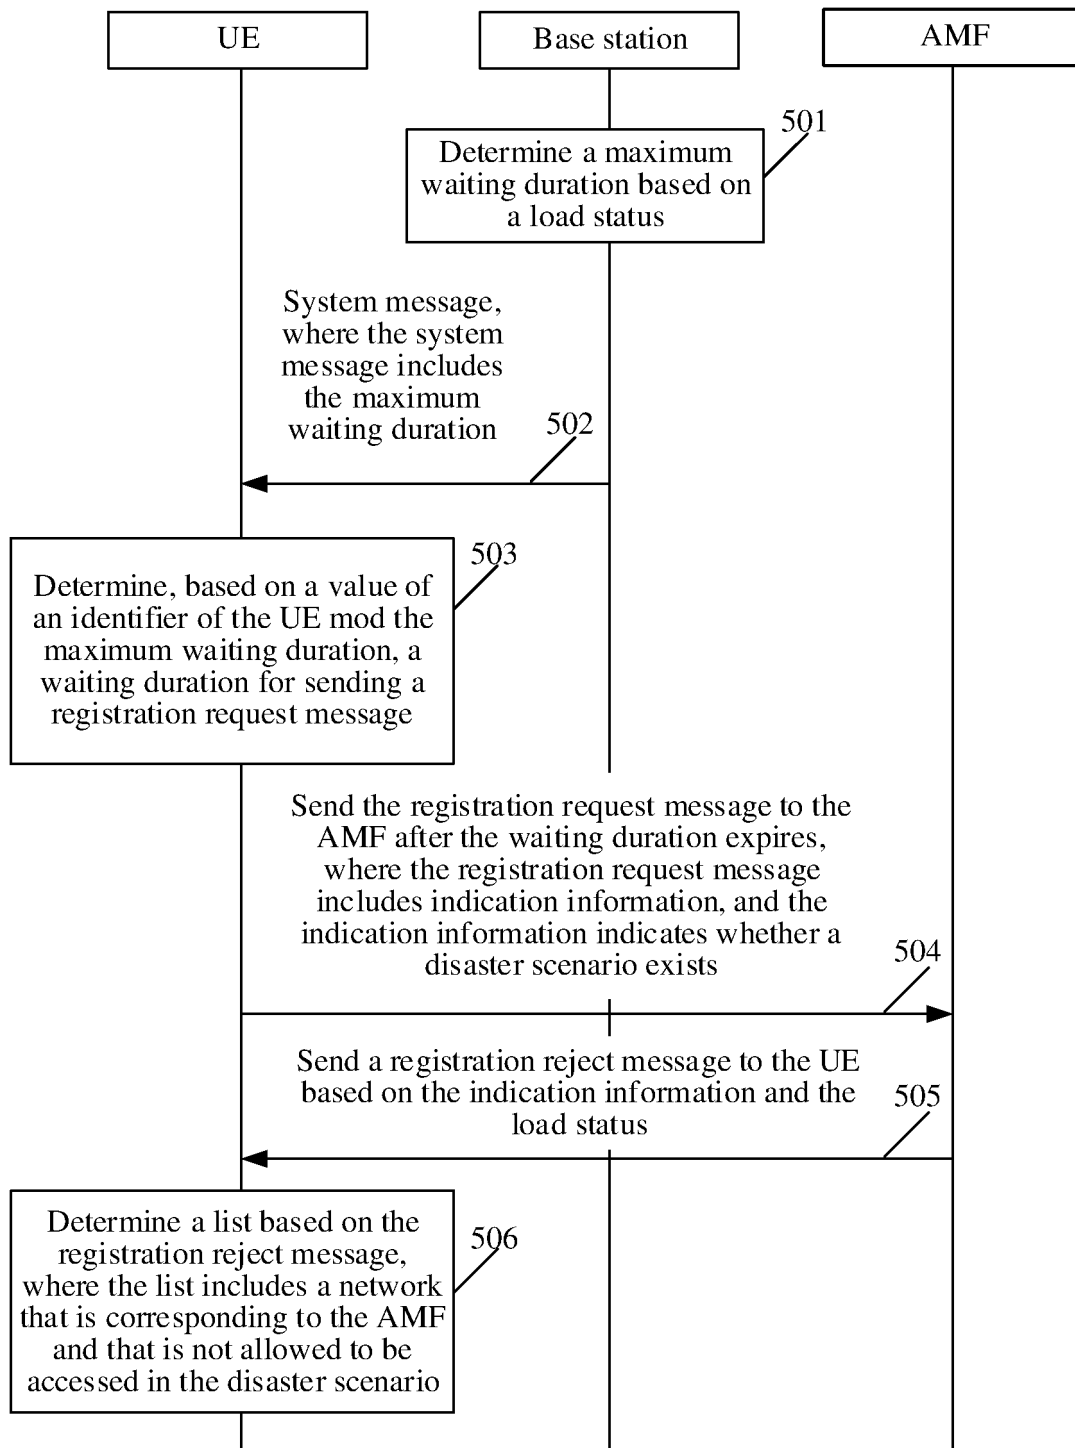 UE
Base station
AMF
501
Determine a maximum
waiting duration based on
a load status
System message,
where the system
message includes
the maximum
waiting duration
502
503
Determine, based on a value of
an identifier of the UE mod the
maximum waiting duration, a
waiting duration for sending a
registration request message
Send the registration request message to the
AMF after the waiting duration expires,
where the registration request message
includes indication information, and the
indication information indicates whether a
disaster scenario exists
504
Send a registration reject message to the UE
based on the indication information and the
load status
505
Determine a list based on the
registration reject message,
where the list includes a network
that is corresponding to the AMF
and that is not allowed to be
accessed in the disaster scenario
506